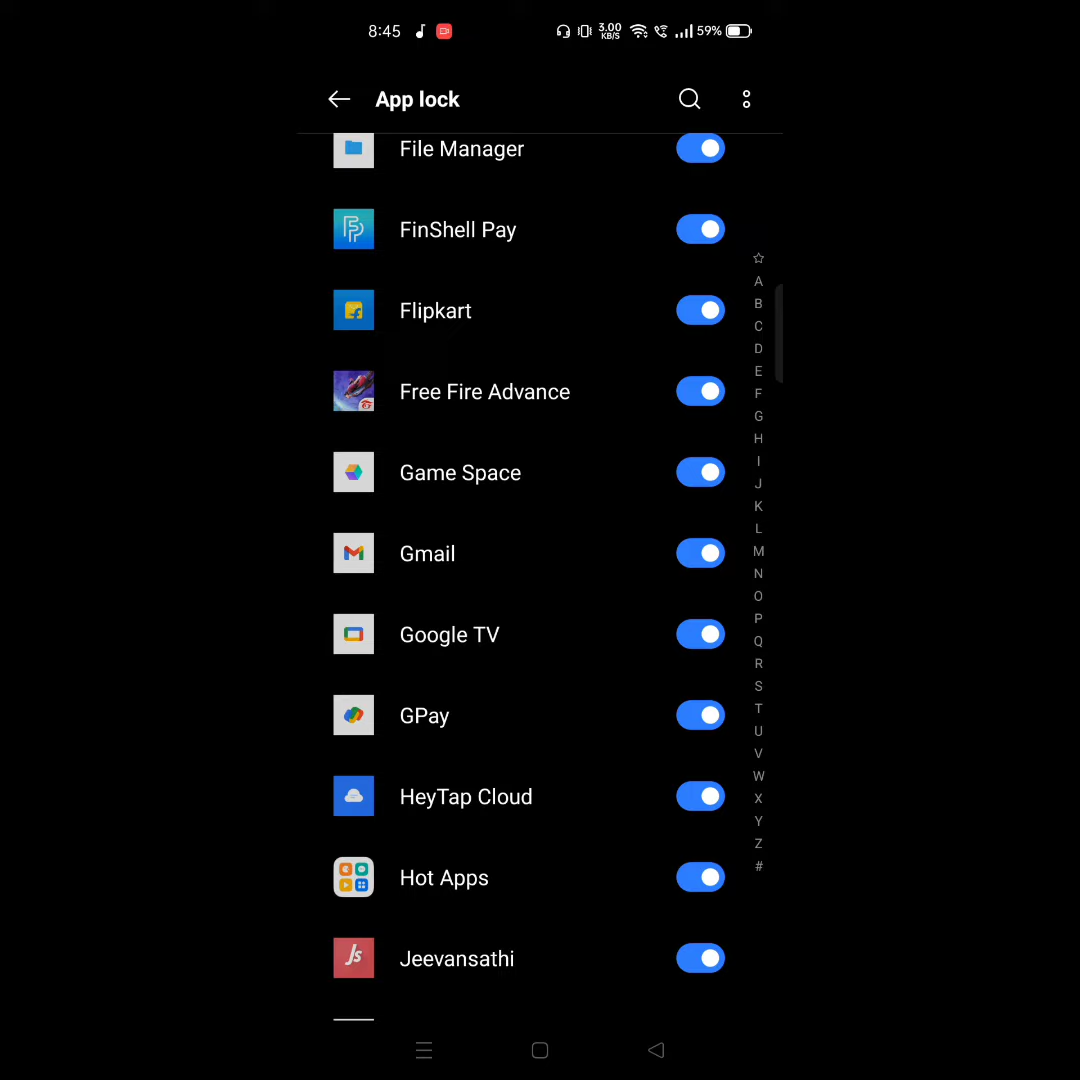 8:45 3.00 KB/S 59%
App lock
File Manager
FinShell Pay
Flipkart
Free Fire Advance
Game Space
Gmail
Google TV
GPay
HeyTap Cloud
Hot Apps
Js Jeevansathi
A
B
C
D
E
F
G
H
I
J
K
L
M
N
O
P
Q
R
S
T
U
V
W
X
Y
Z
#